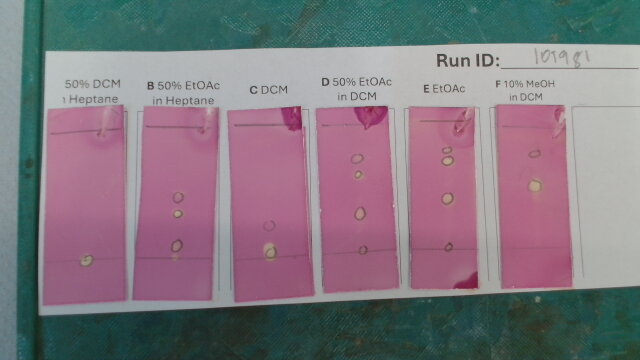 Run ID: 101981
50% DCM
in Heptane
B 50% EtOAc
in Heptane
C DCM
D 50% EtOAc
in DCM
E EtOAc
F 10% MeOH
in DCM